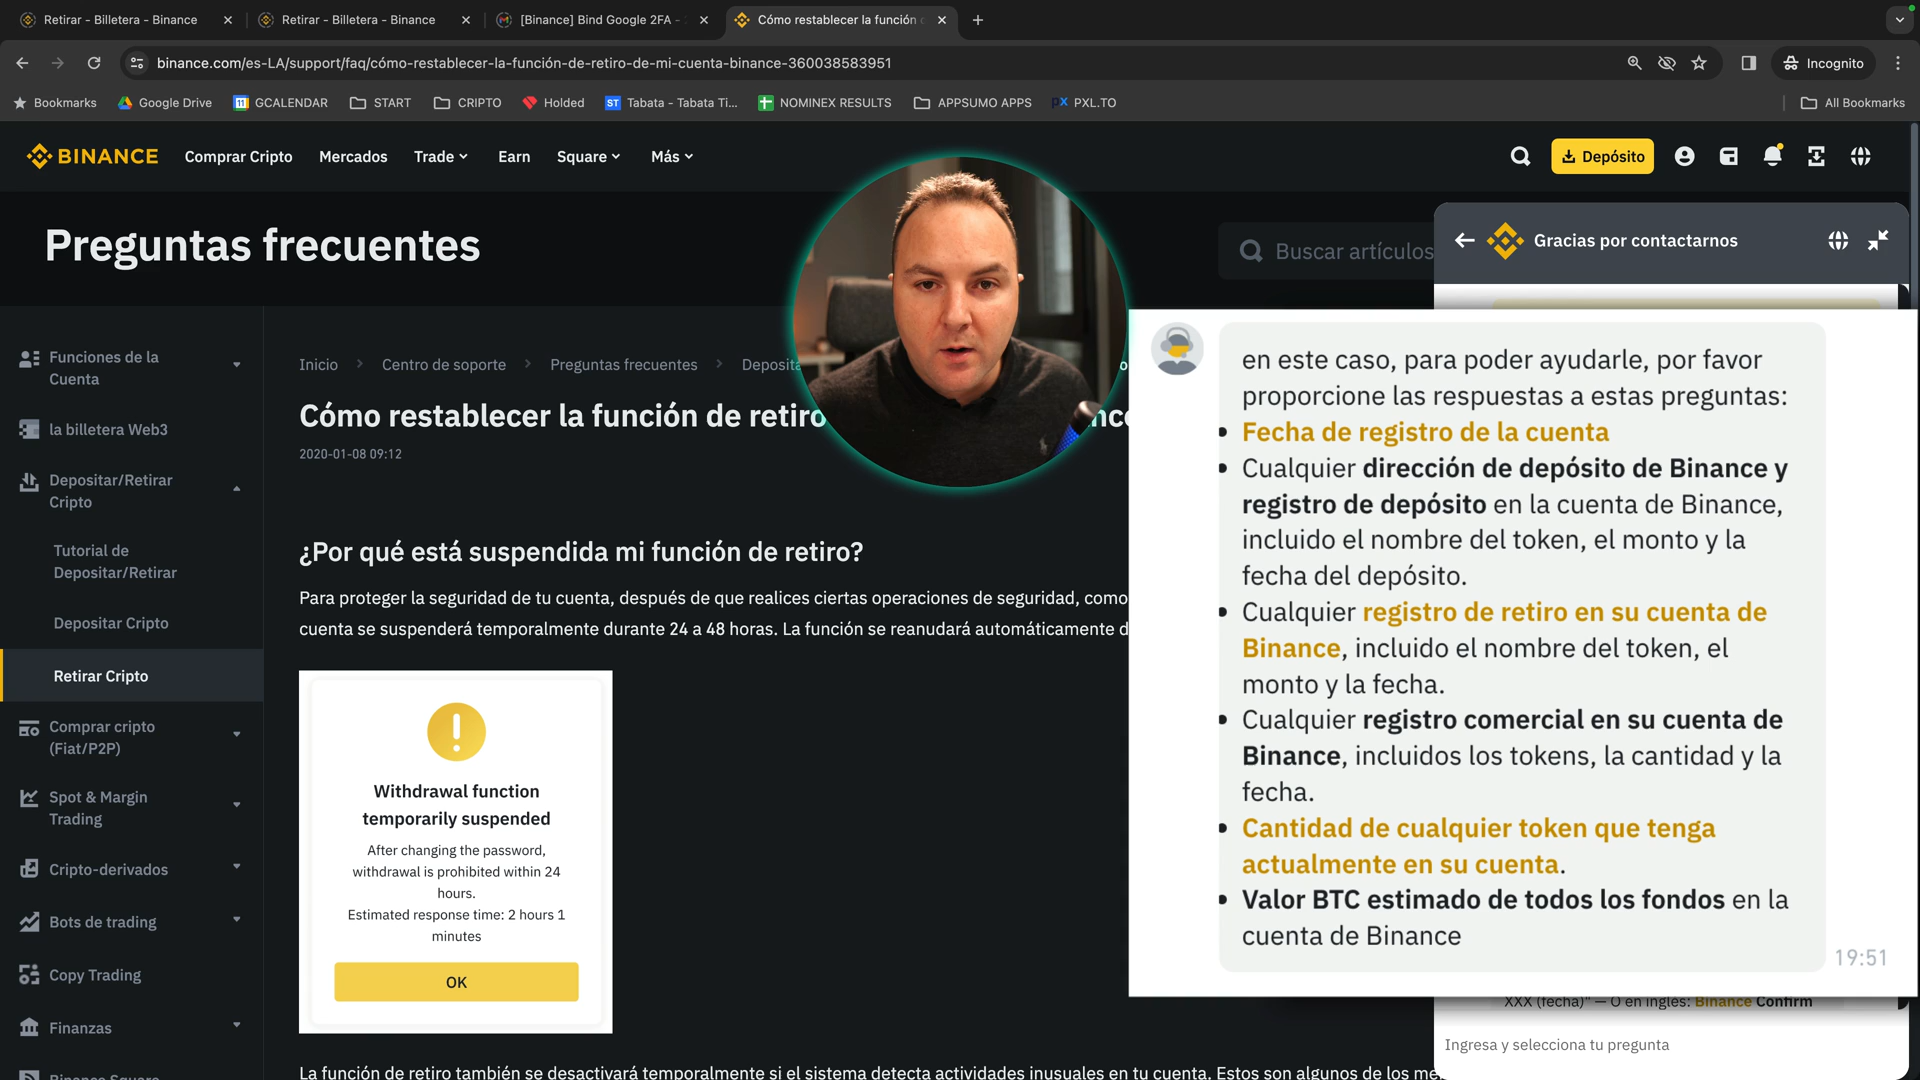 Retirar - Billetera - Binance
Retirar - Billetera - Binance
[Binance] Bind Google 2FA -
Cómo restablecer la función
binance.com/es-LA/support/faq/cómo-restablecer-la-función-de-retiro-de-mi-cuenta-binance-360038583951
Incognito
Bookmarks
Google Drive
GCALENDAR
START
CRIPTO
Holded
Tabata - Tabata Ti...
NOMINEX RESULTS
APPSUMO APPS
PXL.TO
All Bookmarks
BINANCE
Comprar Cripto
Mercados
Trade
Earn
Square
Más
Depósito
Preguntas frecuentes
Buscar artículos
Gracias por contactarnos
Funciones de la
Cuenta
la billetera Web3
Depositar/Retirar
Cripto
Tutorial de
Depositar/Retirar
Depositar Cripto
Retirar Cripto
Comprar cripto
(Fiat/P2P)
Spot & Margin
Trading
Cripto-derivados
Bots de trading
Copy Trading
Finanzas
Binance Square
Inicio
Centro de soporte
Preguntas frecuentes
Cómo restablecer la función de retiro
2020-01-08 09:12
¿Por qué está suspendida mi función de retiro?
Para proteger la seguridad de tu cuenta, después de que realices ciertas operaciones de seguridad, como
cuenta se suspenderá temporalmente durante 24 a 48 horas. La función se reanudará automáticamente d
Withdrawal function
temporarily suspended
After changing the password,
withdrawal is prohibited within 24
hours.
Estimated response time: 2 hours 1
minutes
OK
La función de retiro también se desactivará temporalmente si el sistema detecta actividades inusuales en tu cuenta. Estos son algunos de los me
en este caso, para poder ayudarle, por favor
proporcione las respuestas a estas preguntas:
• Fecha de registro de la cuenta
• Cualquier dirección de depósito de Binance y
registro de depósito en la cuenta de Binance,
incluido el nombre del token, el monto y la
fecha del depósito.
• Cualquier registro de retiro en su cuenta de
Binance, incluido el nombre del token, el
monto y la fecha.
• Cualquier registro comercial en su cuenta de
Binance, incluidos los tokens, la cantidad y la
fecha.
• Cantidad de cualquier token que tenga
actualmente en su cuenta.
• Valor BTC estimado de todos los fondos en la
cuenta de Binance
19:51
XXX (fecha)" — O en inglés: Binance Confirm
Ingresa y selecciona tu pregunta